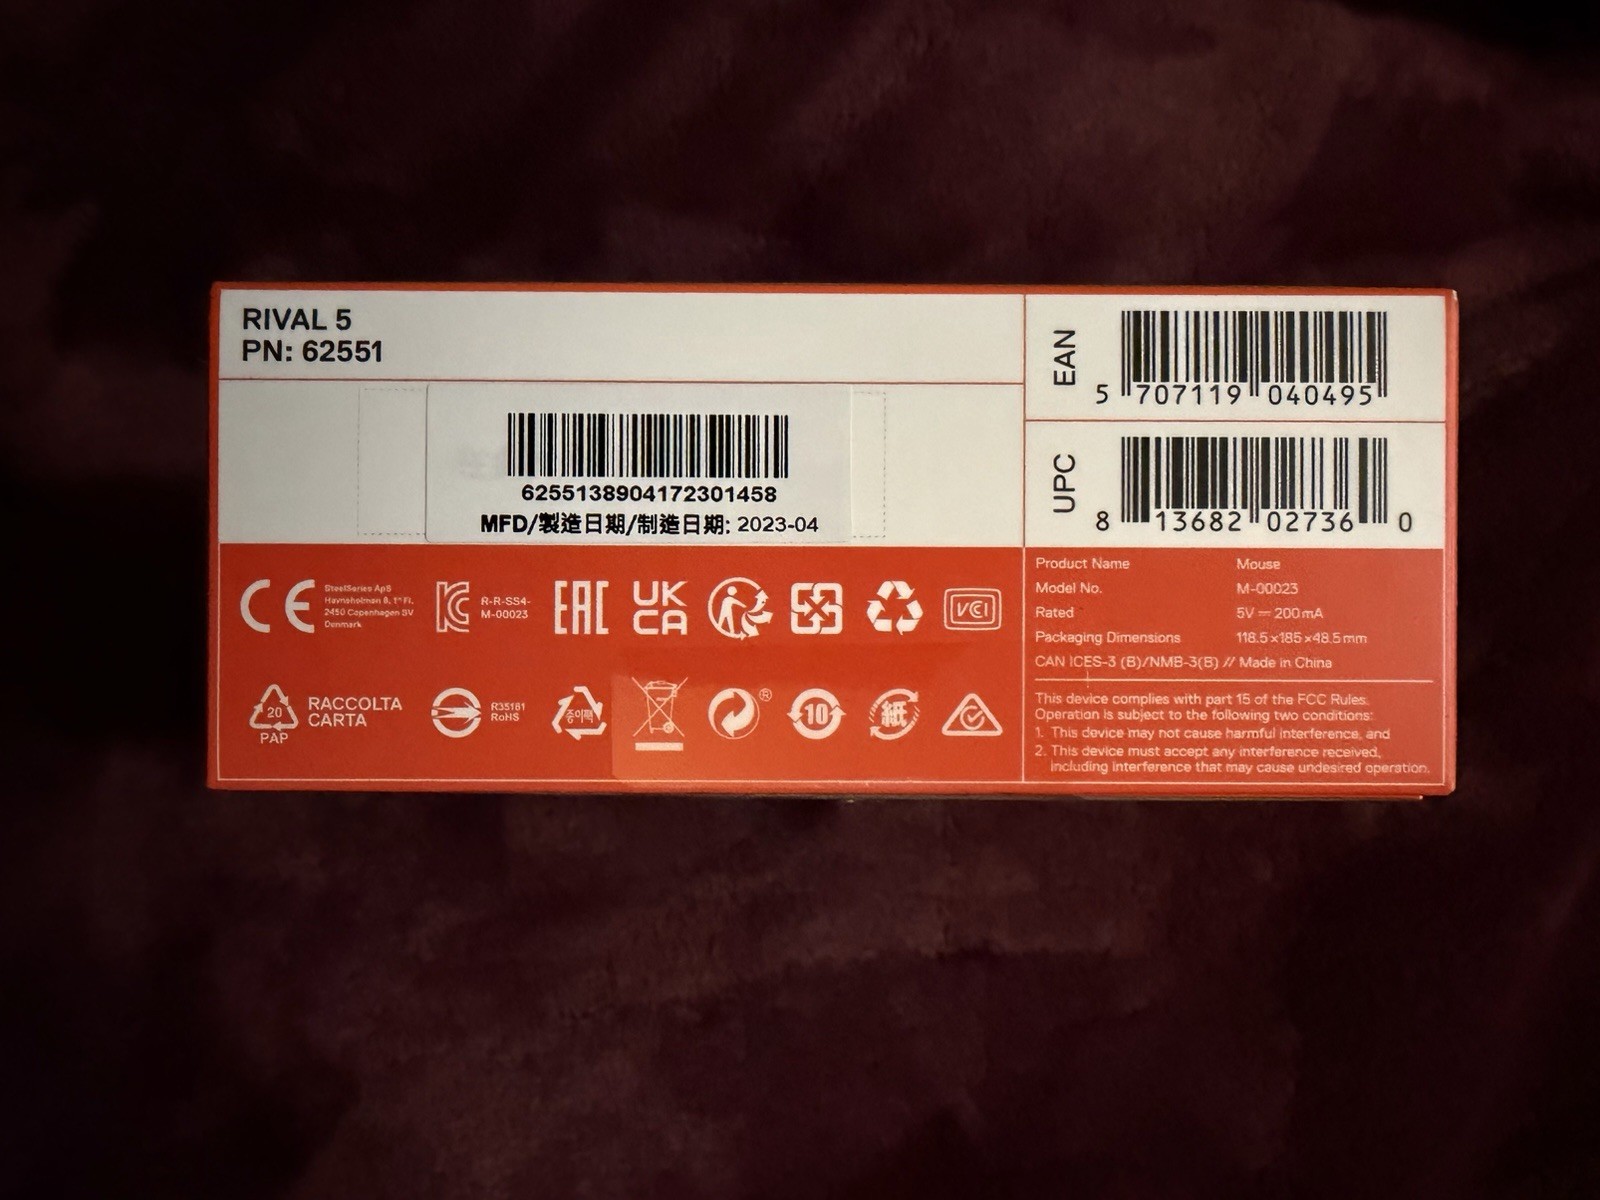 RIVAL 5
PN: 62551
6255138904172301458
MFD/製造日期/制造日期: 2023-04
EAN
5 707119 040495
UPC
8 13682 02736 0
CE
SteelSeries ApS
Havneholmen 8, 1st Fl.
2450 Copenhagen SV
Denmark
R-R-SS4-
M-00023
EAC
UK
CA
VCI
20
PAP
RACCOLTA
CARTA
R35161
RoHS
종이팩
®
10
紙
Product Name Mouse
Model No. M-00023
Rated 5V ⎓ 200mA
Packaging Dimensions 118.5×185×48.5mm
CAN ICES-3 (B)/NMB-3(B) // Made in China
This device complies with part 15 of the FCC Rules.
Operation is subject to the following two conditions:
1. This device may not cause harmful interference, and
2. This device must accept any interference received,
including interference that may cause undesired operation.